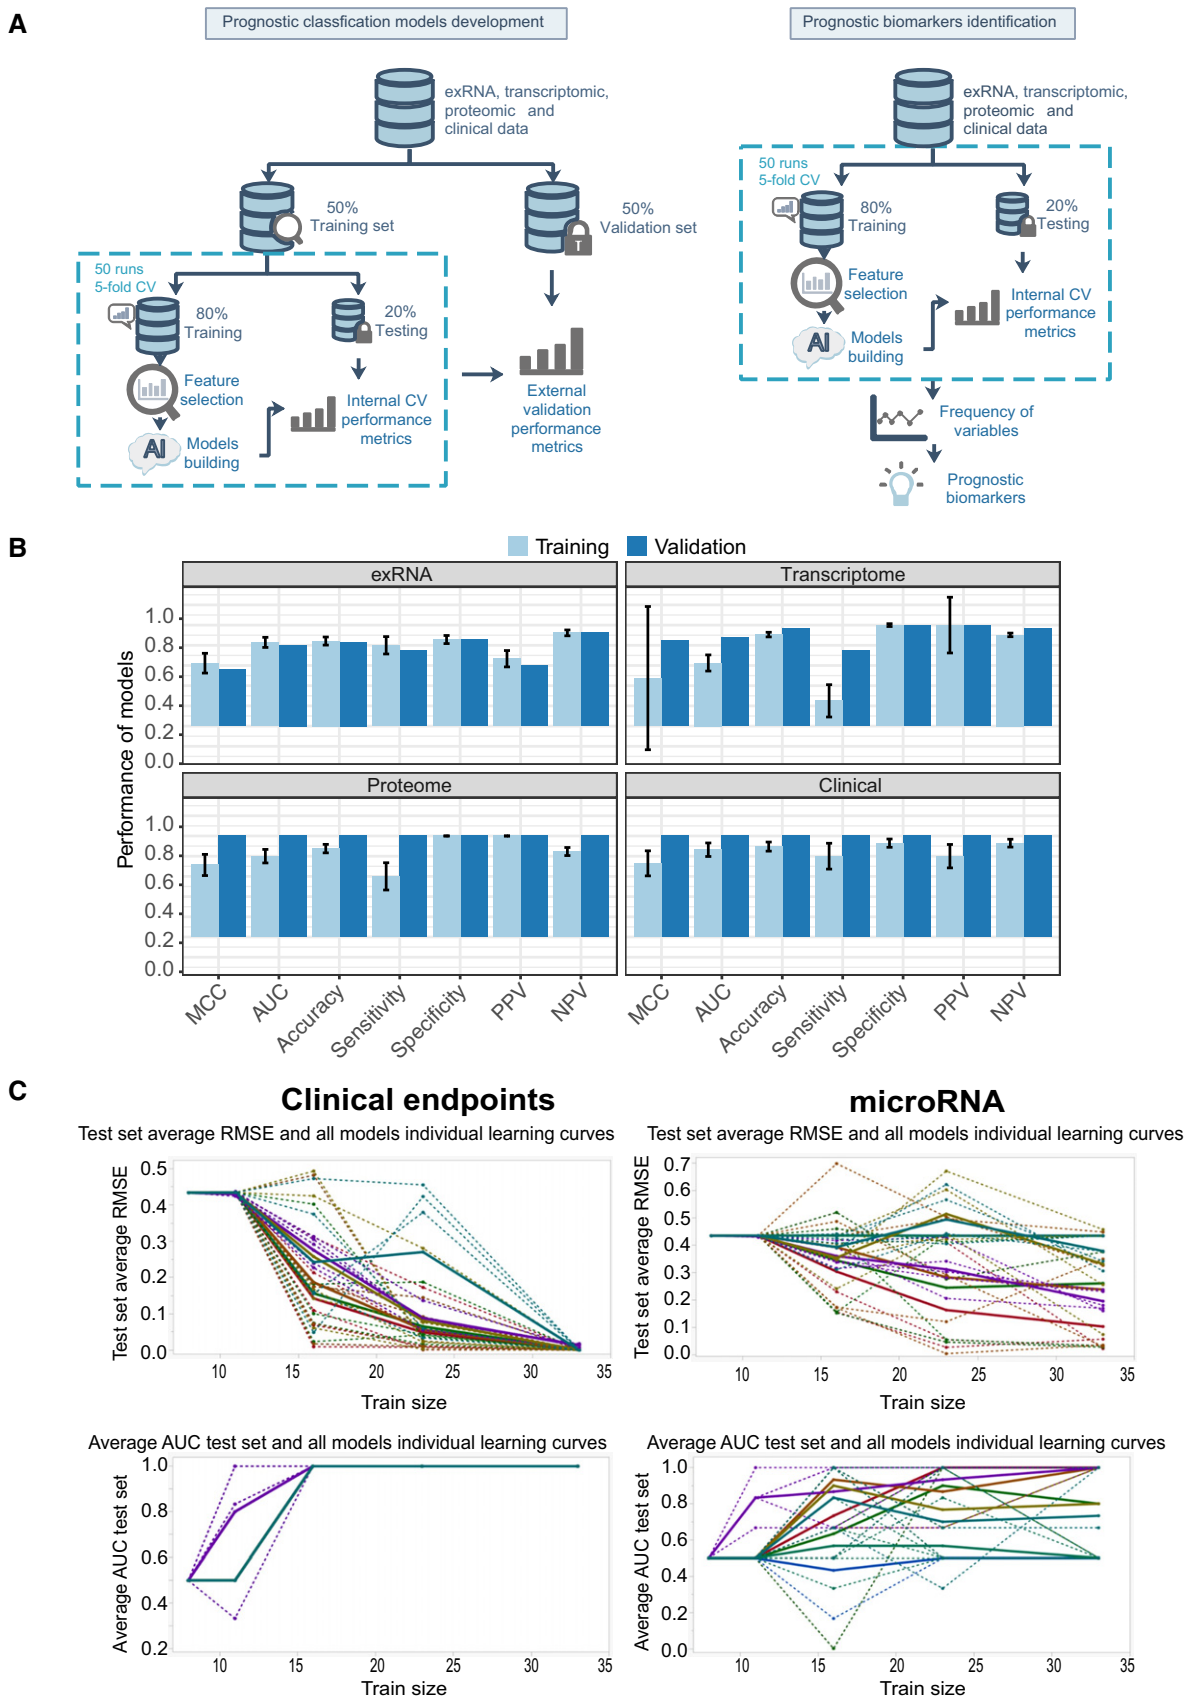 A
Prognostic classfication models development
Prognostic biomarkers identification
exRNA, transcriptomic,
proteomic and
clinical data
50%
Training set
50%
Validation set
50 runs
5-fold CV
80%
Training
20%
Testing
Feature
selection
AI
Models
building
Internal CV
performance
metrics
T
External
validation
performance
metrics
exRNA, transcriptomic,
proteomic and
clinical data
50 runs
5-fold CV
80%
Training
20%
Testing
Feature
selection
AI
Models
building
Internal CV
performance
metrics
Frequency of
variables
Prognostic
biomarkers
B
Training
Validation
exRNA
Transcriptome
Performance of models
1.0
0.8
0.6
0.4
0.2
0.0
Proteome
Clinical
1.0
0.8
0.6
0.4
0.2
0.0
MCC
AUC
Accuracy
Sensitivity
Specificity
PPV
NPV
MCC
AUC
Accuracy
Sensitivity
Specificity
PPV
NPV
C
Clinical endpoints
Test set average RMSE and all models individual learning curves
Test set average RMSE
0.5
0.4
0.3
0.2
0.1
0.0
10 15 20 25 30 35
Train size
microRNA
Test set average RMSE and all models individual learning curves
Test set average RMSE
0.7
0.6
0.5
0.4
0.3
0.2
0.1
0.0
10 15 20 25 30 35
Train size
Average AUC test set and all models individual learning curves
Average AUC test set
1.0
0.8
0.6
0.4
0.2
10 15 20 25 30 35
Train size
Average AUC test set and all models individual learning curves
Average AUC test set
1.0
0.8
0.6
0.4
0.2
0.0
10 15 20 25 30 35
Train size